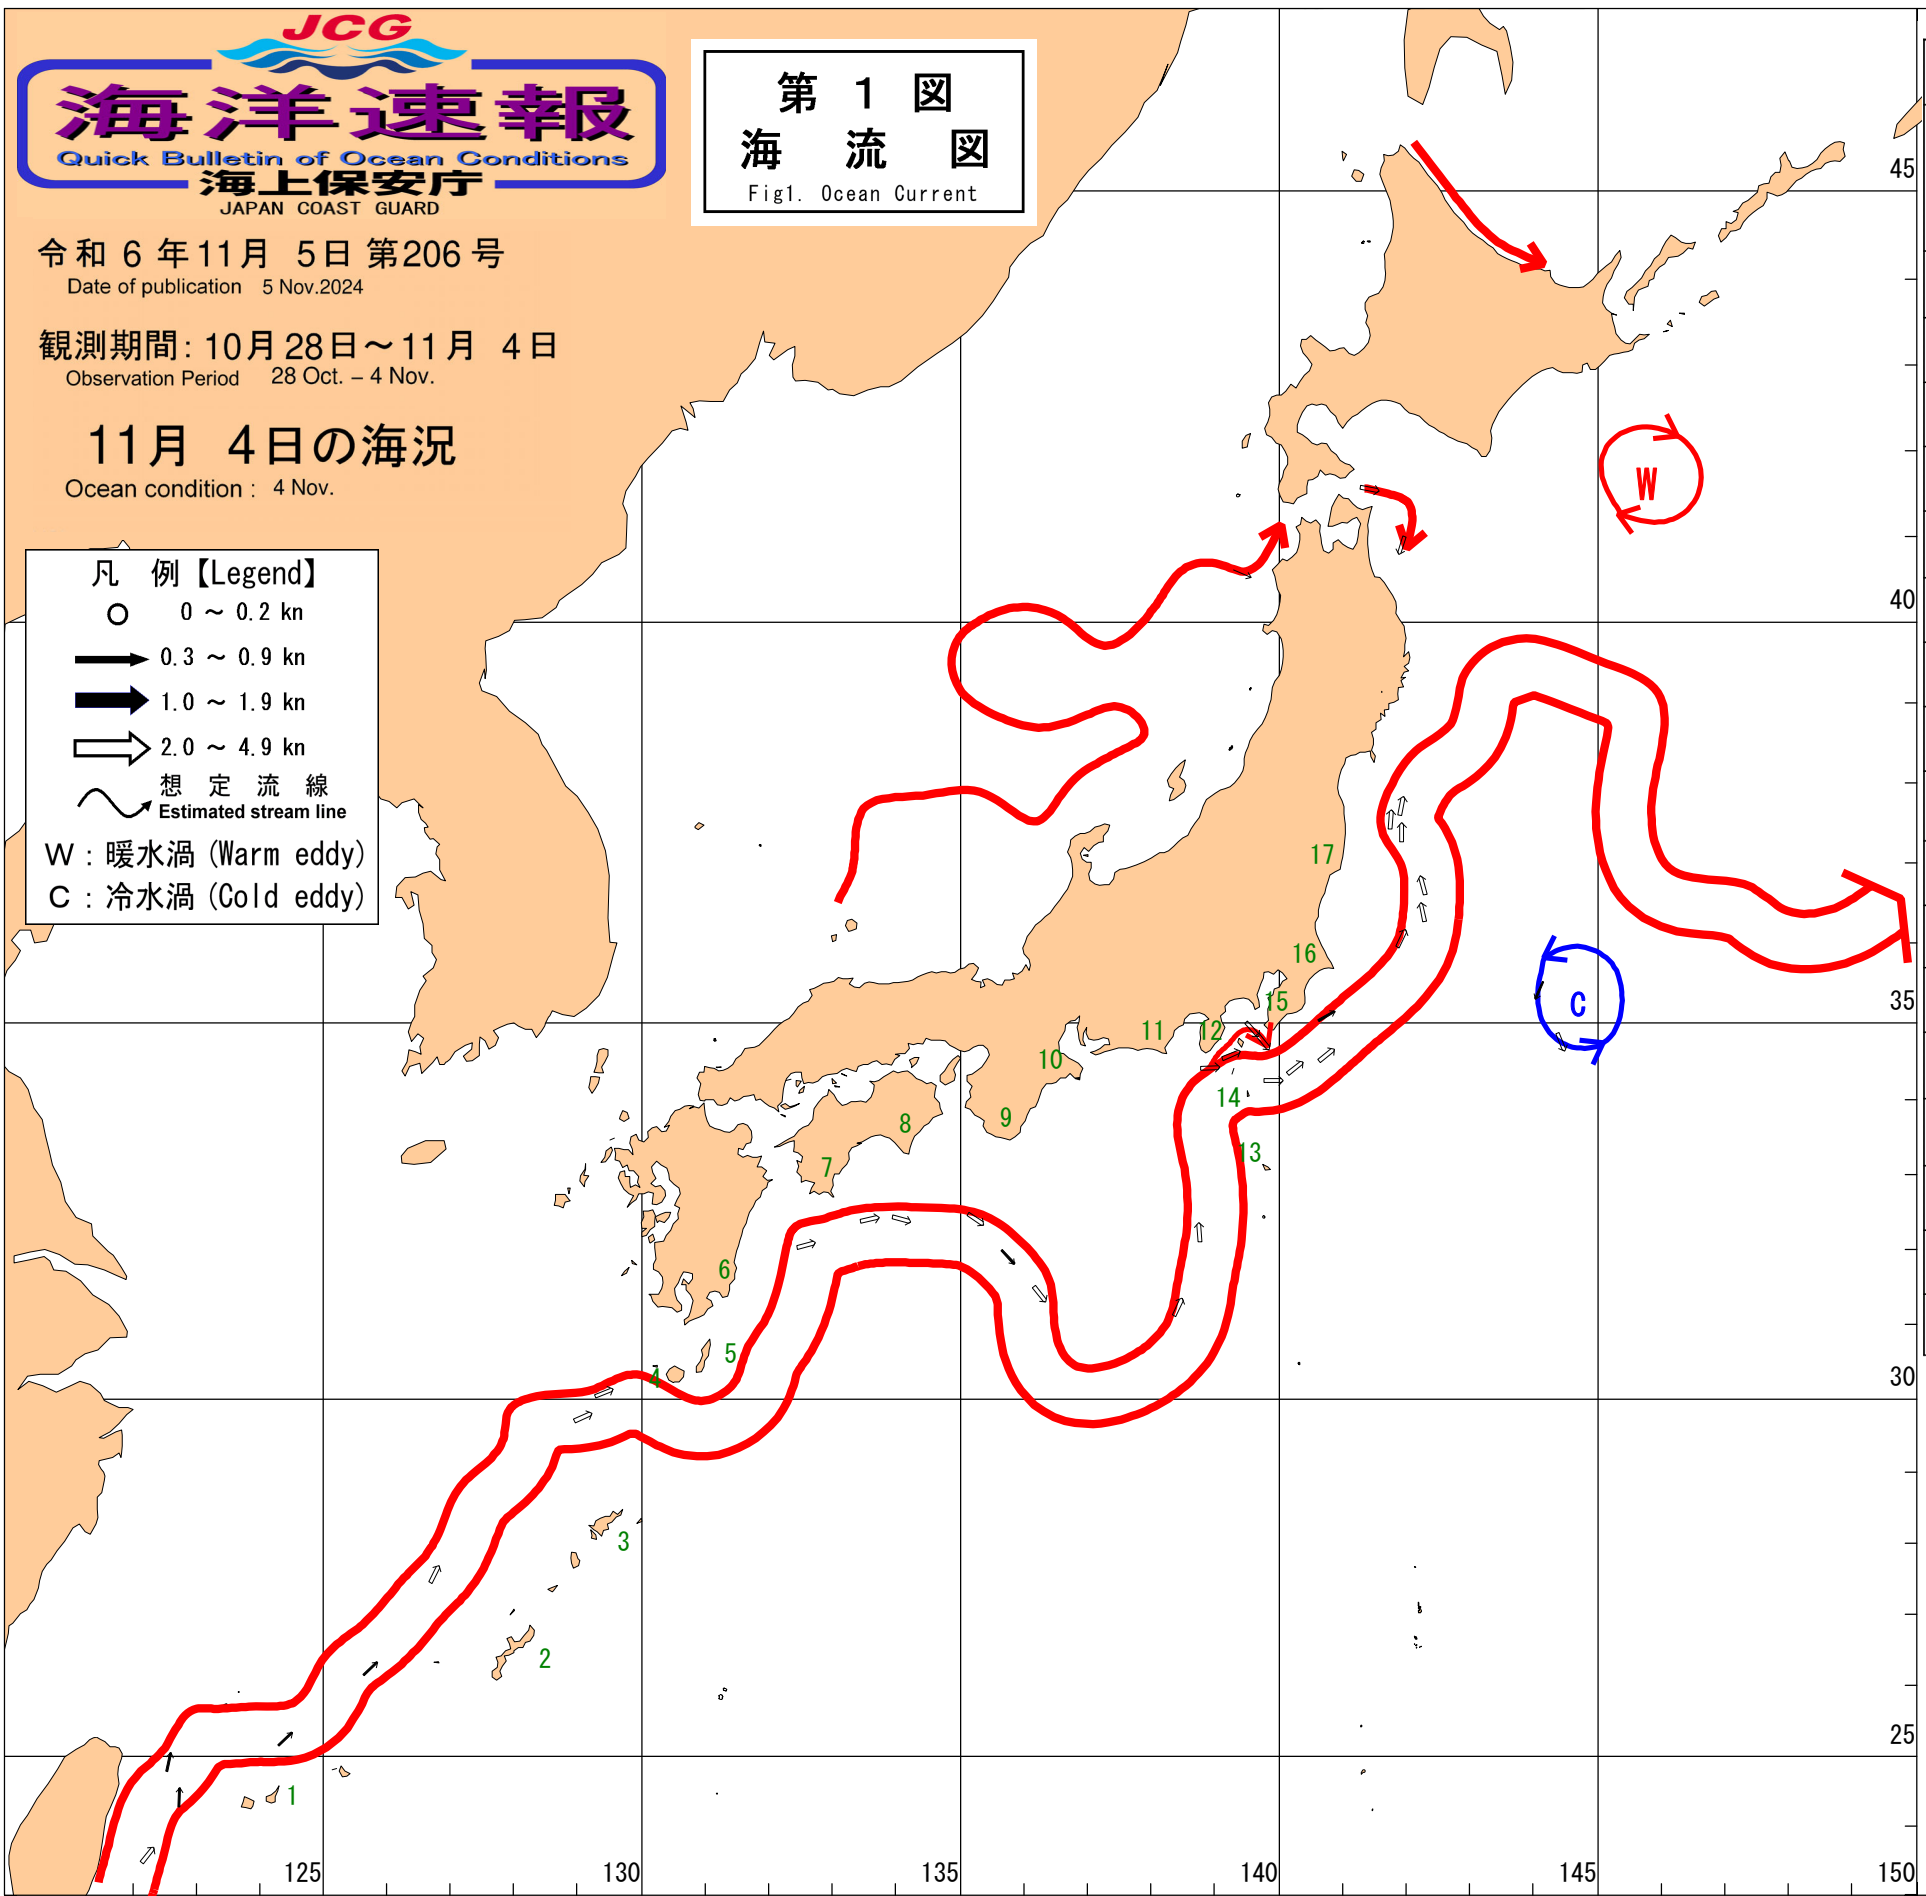 JCG
海洋速報
Quick Bulletin of Ocean Conditions
海上保安庁
JAPAN COAST GUARD
令和 6 年 11月 5日 第206 号
Date of publication 5 Nov.2024
観測期間: 10月 28日～11月 4日
Observation Period 28 Oct. – 4 Nov.
11月 4日の海況
Ocean condition : 4 Nov.
第 1 図
海 流 図
Fig1. Ocean Current
凡 例【Legend】
0 ～ 0.2 kn
0.3 ～ 0.9 kn
1.0 ～ 1.9 kn
2.0 ～ 4.9 kn
想 定 流 線
Estimated stream line
W : 暖水渦 (Warm eddy)
C : 冷水渦 (Cold eddy)
45
W
40
17
16
C
35
15
12
11
10
14
9
8
13
7
6
5
4
30
3
2
25
1
125
130
135
140
145
150